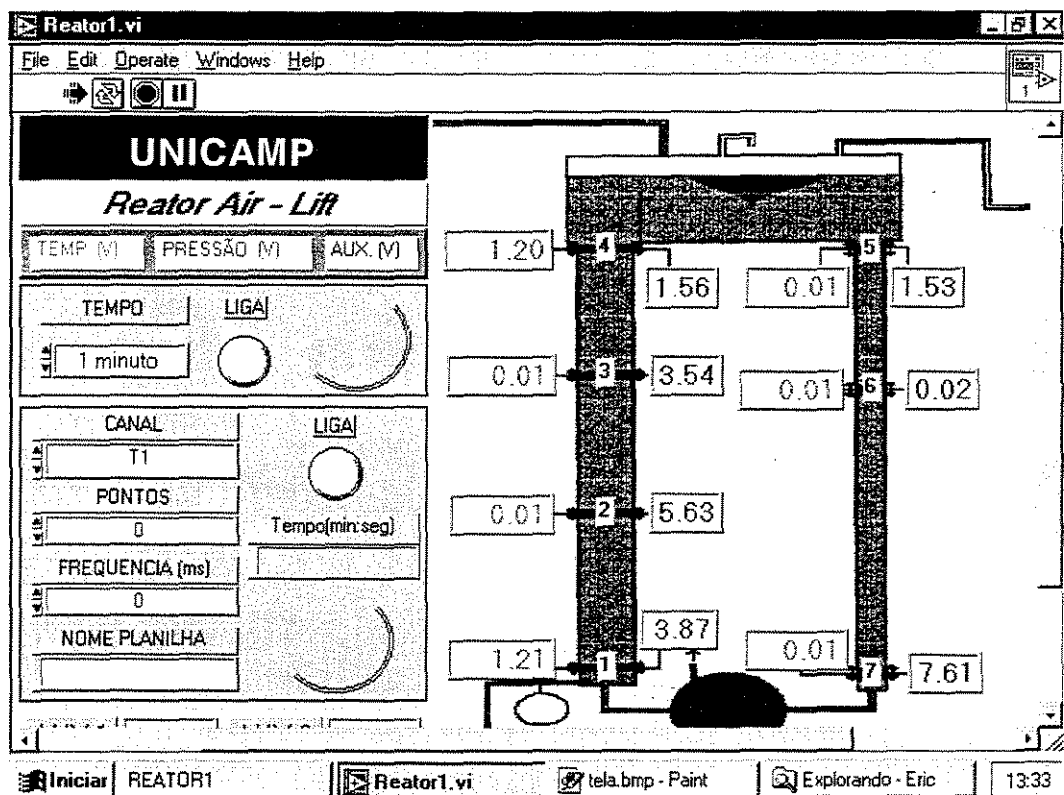 Reator1.vi
File Edit Operate Windows Help
1
UNICAMP
Reator Air - Lift
TEMP (V) PRESSÃO (V) AUX. (V)
TEMPO LIGA
1 minuto
CANAL LIGA
T1
PONTOS
0 Tempo(min:seg)
FREQUENCIA (ms)
0
NOME PLANILHA
1.20 4 5
1.56 0.01 1.53
0.01 3 3.54 0.01 6 0.02
0.01 2 5.63
1.21 1 3.87 0.01 7 7.61
Iniciar REATOR1 Reator1.vi tela.bmp - Paint Explorando - Eric 13:33